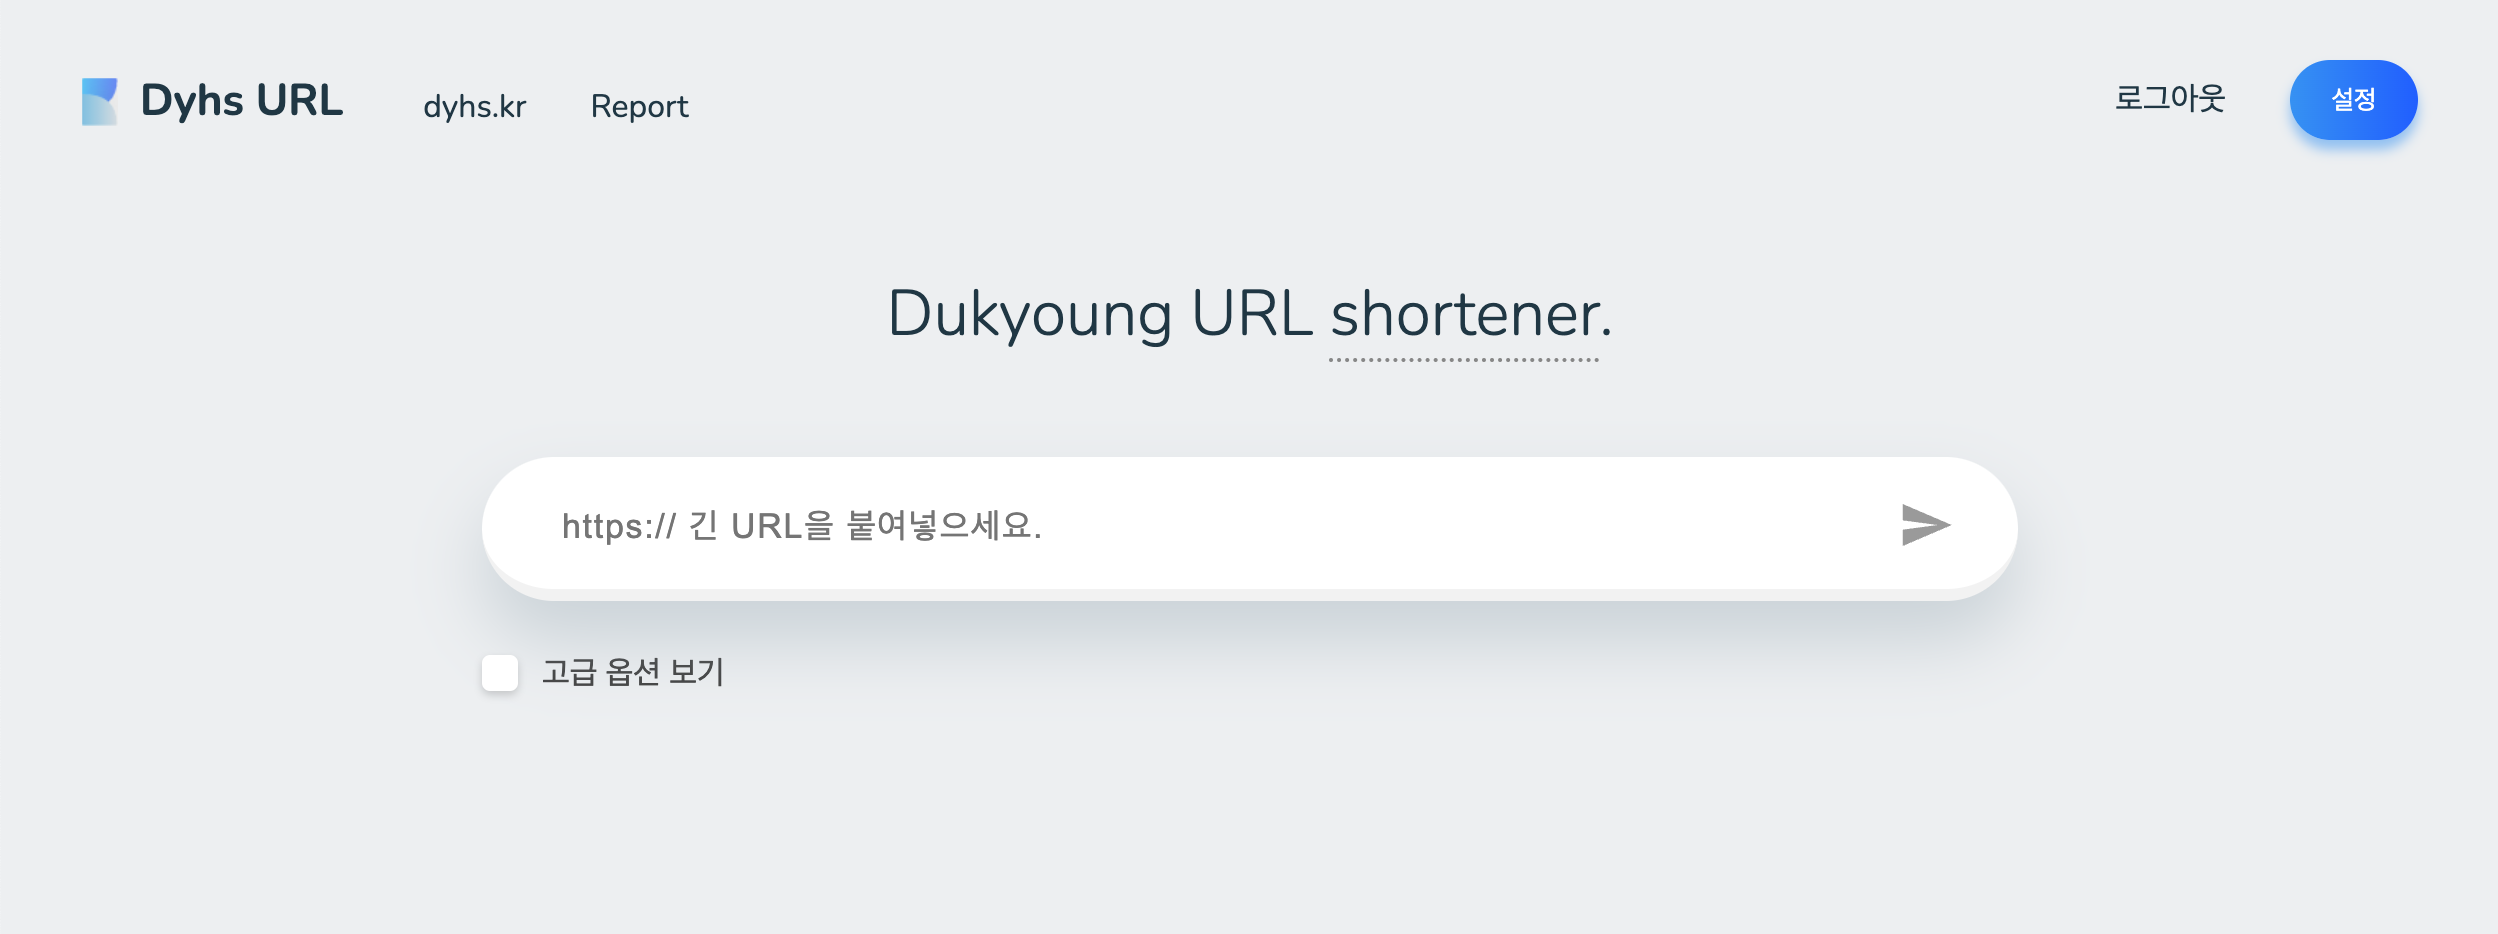 Dyhs URL
dyhs.kr
Report
로그아웃
설정
Dukyoung URL shortener.
https:// 긴 URL을 붙여넣으세요.
고급 옵션 보기